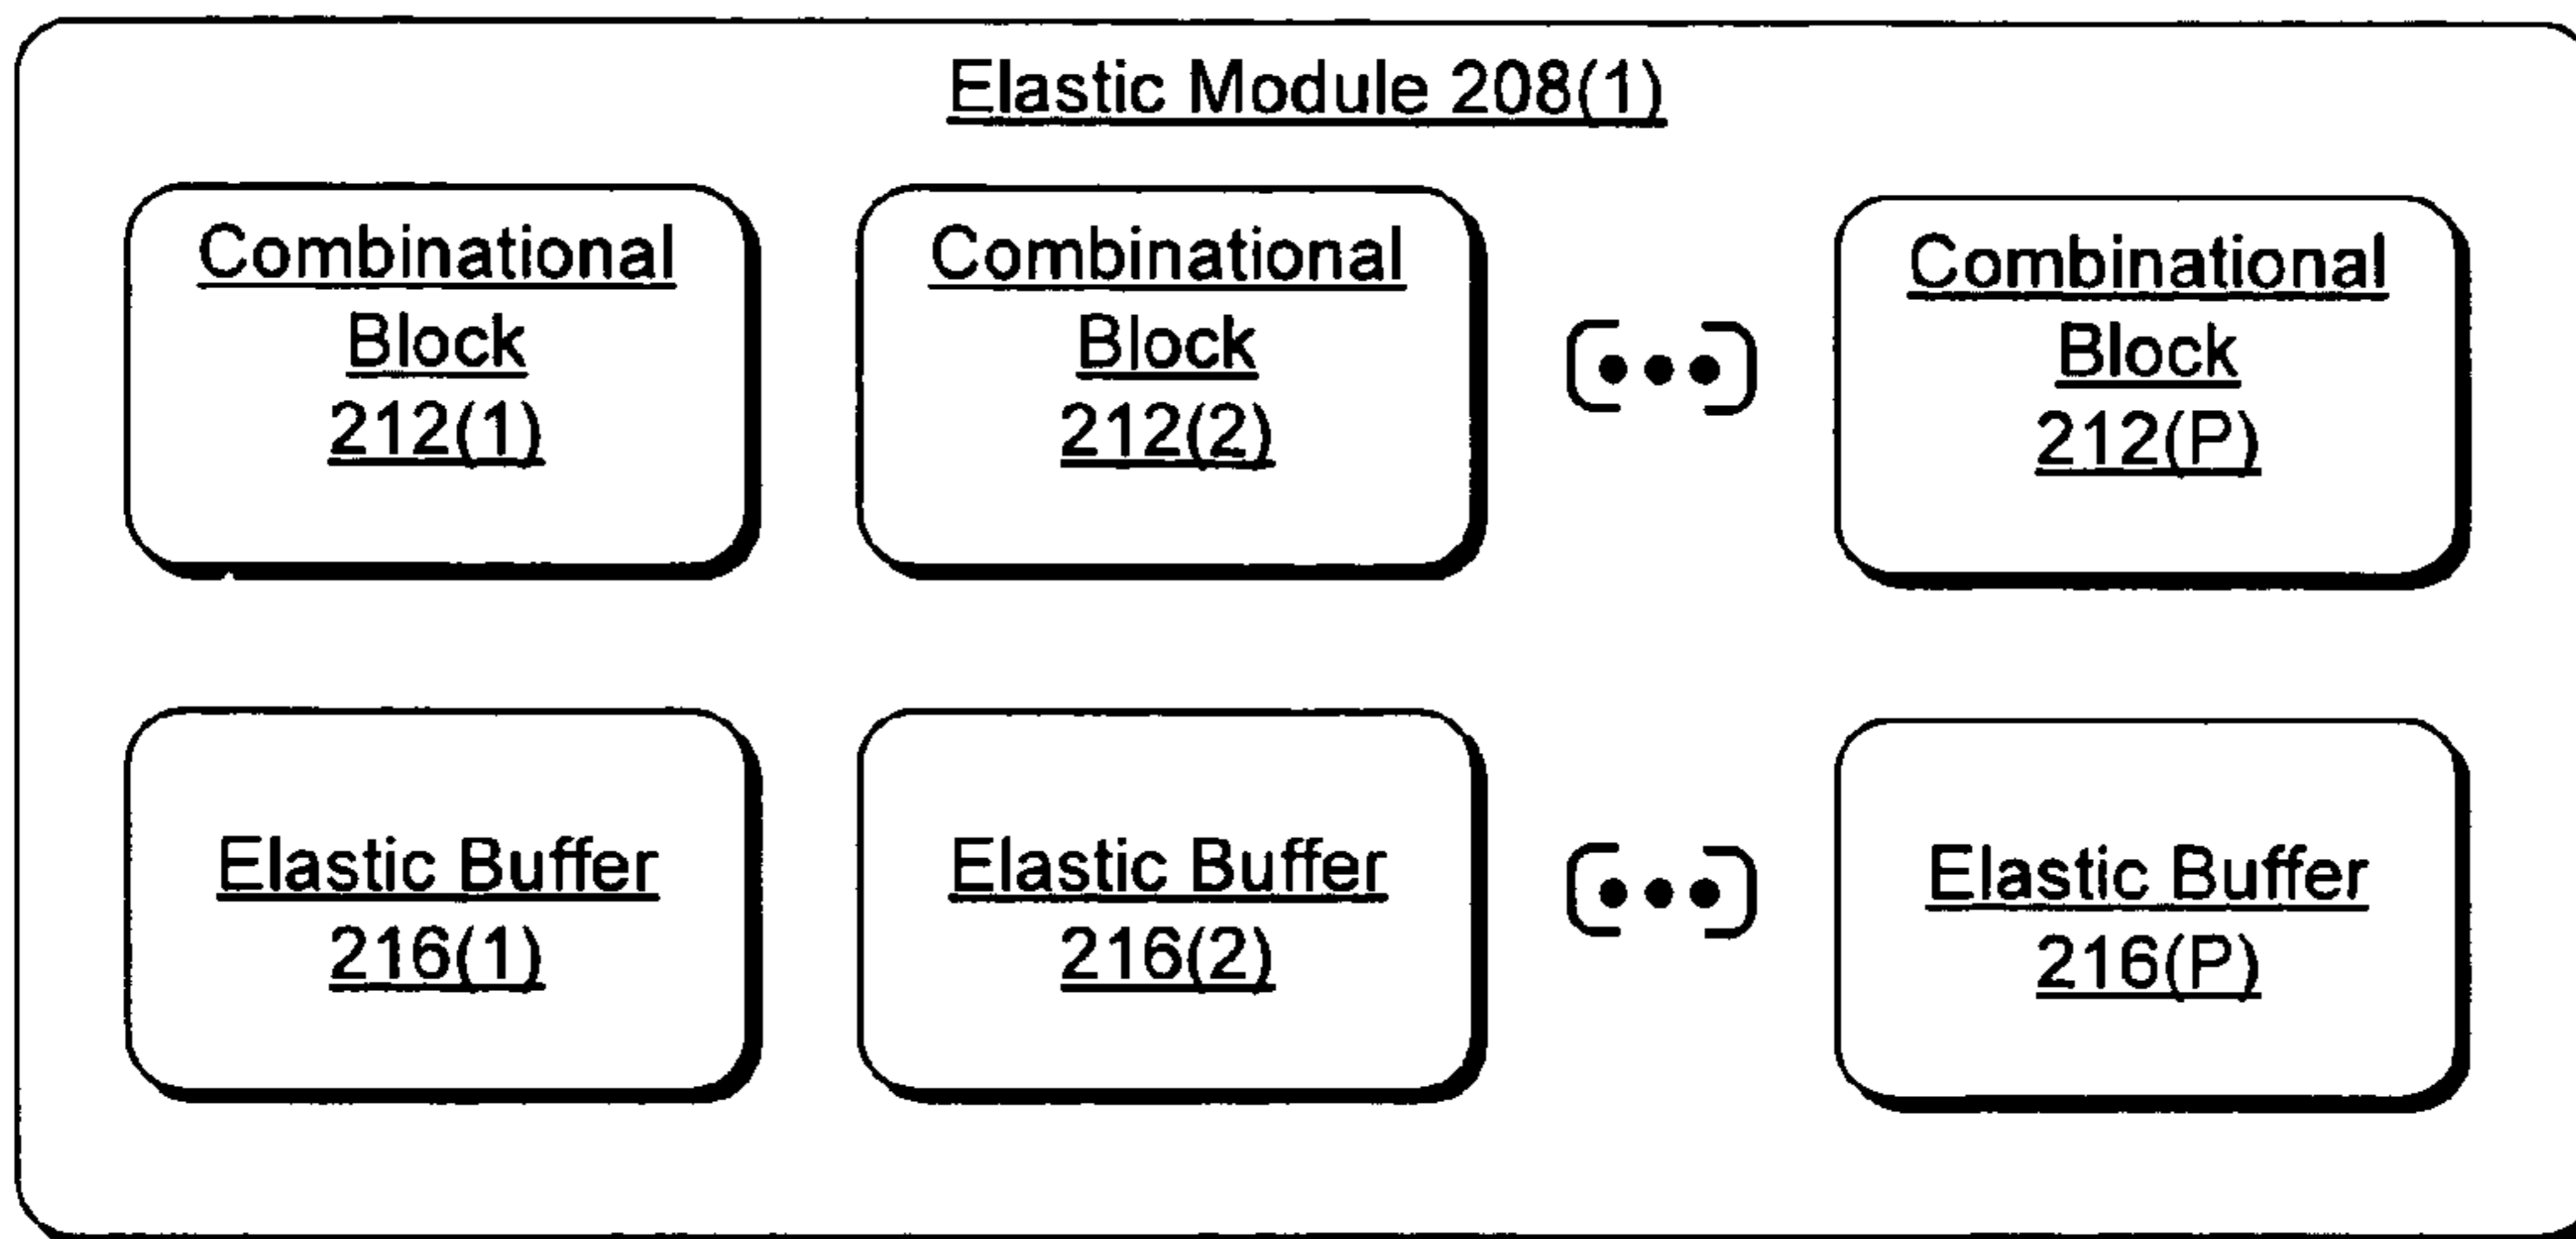 Elastic Module 208(1)
Combinational
Block
212(1)
Combinational
Block
212(2)
Combinational
Block
212(P)
Elastic Buffer
216(1)
Elastic Buffer
216(2)
Elastic Buffer
216(P)